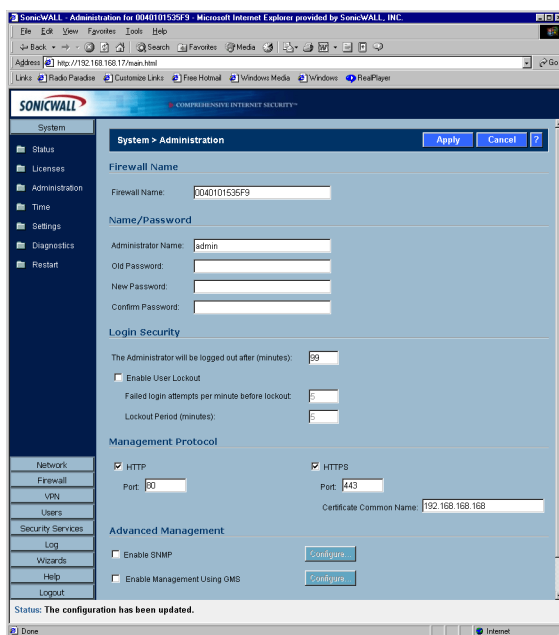 SonicWALL - Administration for 0040101535F9 - Microsoft Internet Explorer provided by SonicWALL, INC.
File Edit View Favorites Tools Help
Back Search Favorites Media
Address http://192.168.168.17/main.html Go
Links Radio Paradise Customize Links Free Hotmail Windows Media Windows RealPlayer
SONICWALL COMPREHENSIVE INTERNET SECURITY™
System
Status
Licenses
Administration
Time
Settings
Diagnostics
Restart
Network
Firewall
VPN
Users
Security Services
Log
Wizards
Help
Logout
System > Administration Apply Cancel ?
Firewall Name
Firewall Name: 0040101535F9
Name/Password
Administrator Name: admin
Old Password:
New Password:
Confirm Password:
Login Security
The Administrator will be logged out after (minutes): 99
Enable User Lockout
Failed login attempts per minute before lockout: 5
Lockout Period (minutes): 5
Management Protocol
HTTP HTTPS
Port: 80 Port: 443
Certificate Common Name: 192.168.168.168
Advanced Management
Enable SNMP Configure...
Enable Management Using GMS Configure...
Status: The configuration has been updated.
Done Internet